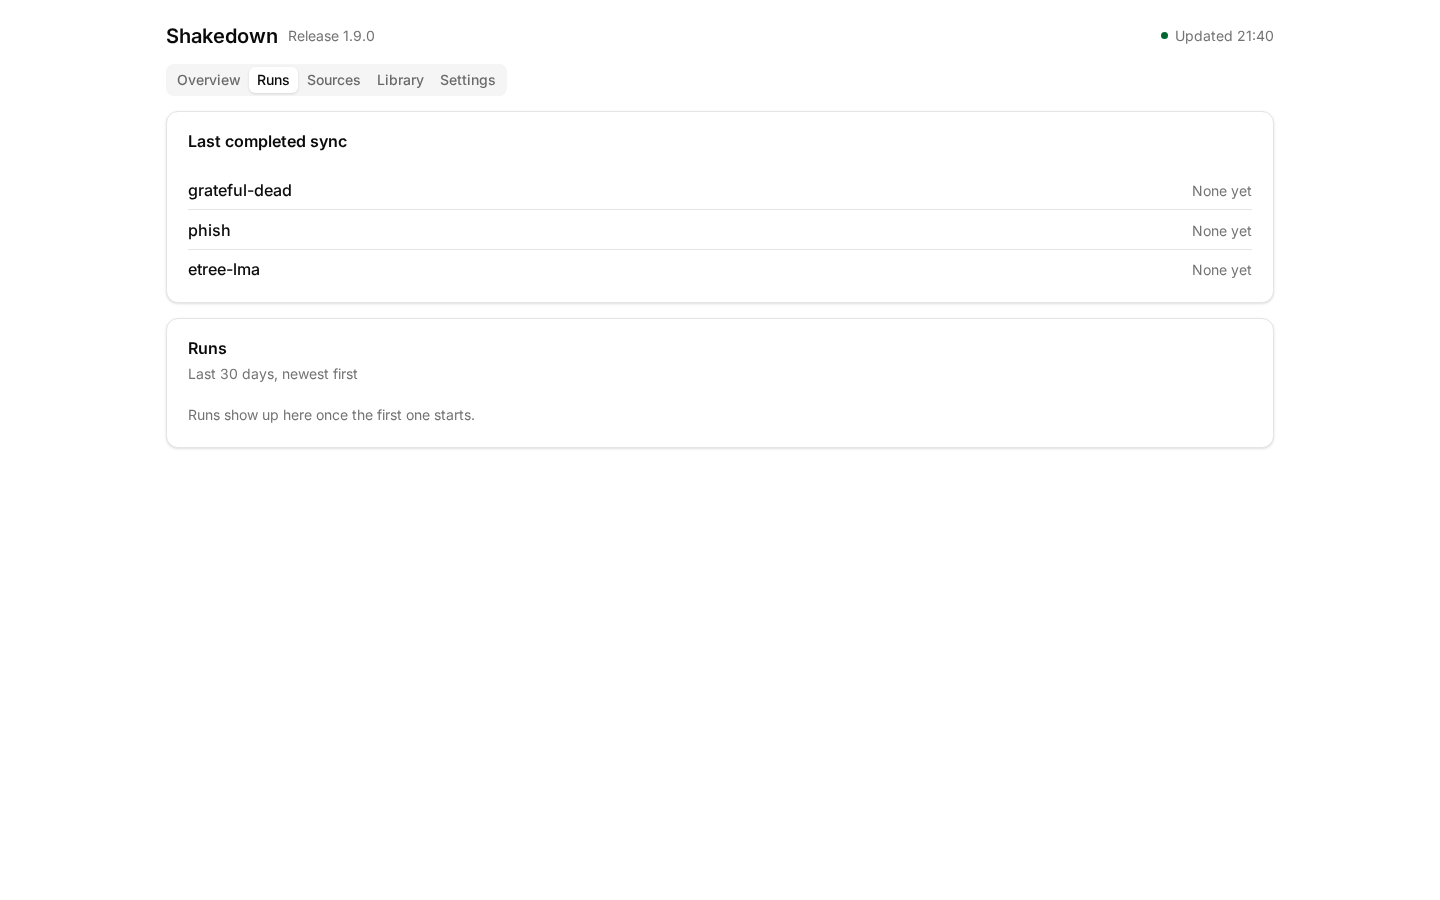 Shakedown Release 1.9.0 Updated 21:40
Overview Runs Sources Library Settings
Last completed sync
grateful-dead None yet
phish None yet
etree-lma None yet
Runs
Last 30 days, newest first
Runs show up here once the first one starts.